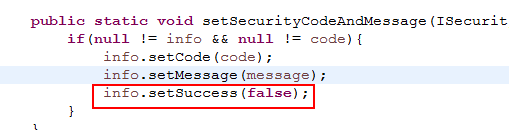 public static void setSecurityCodeAndMessage(ISecurit
if(null != info && null != code){
info.setCode(code);
info.setMessage(message);
info.setSuccess(false);
}
}